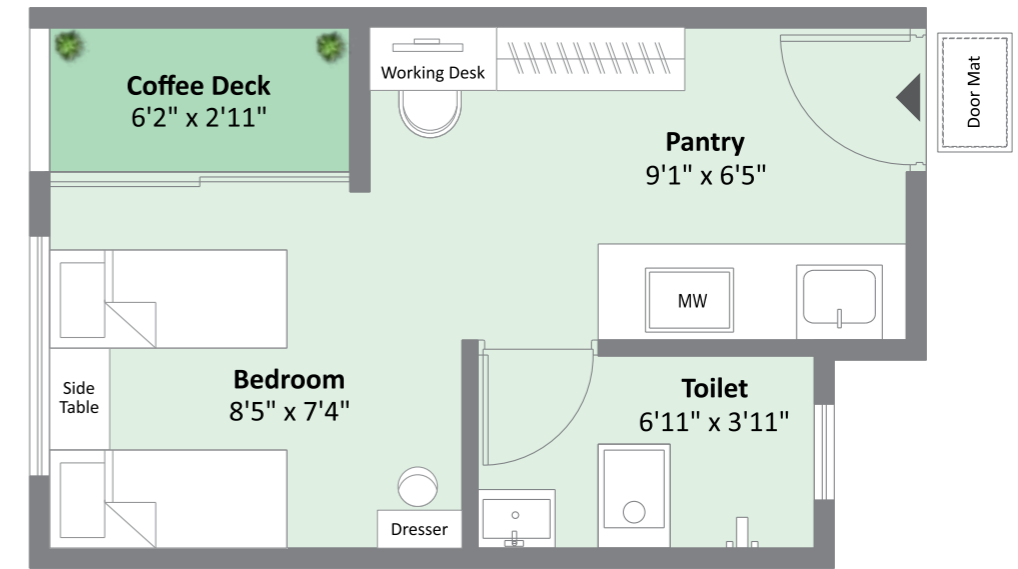 Coffee Deck
6'2" x 2'11"
Working Desk
Door Mat
Pantry
9'1" x 6'5"
MW
Side
Table
Bedroom
8'5" x 7'4"
Toilet
6'11" x 3'11"
Dresser